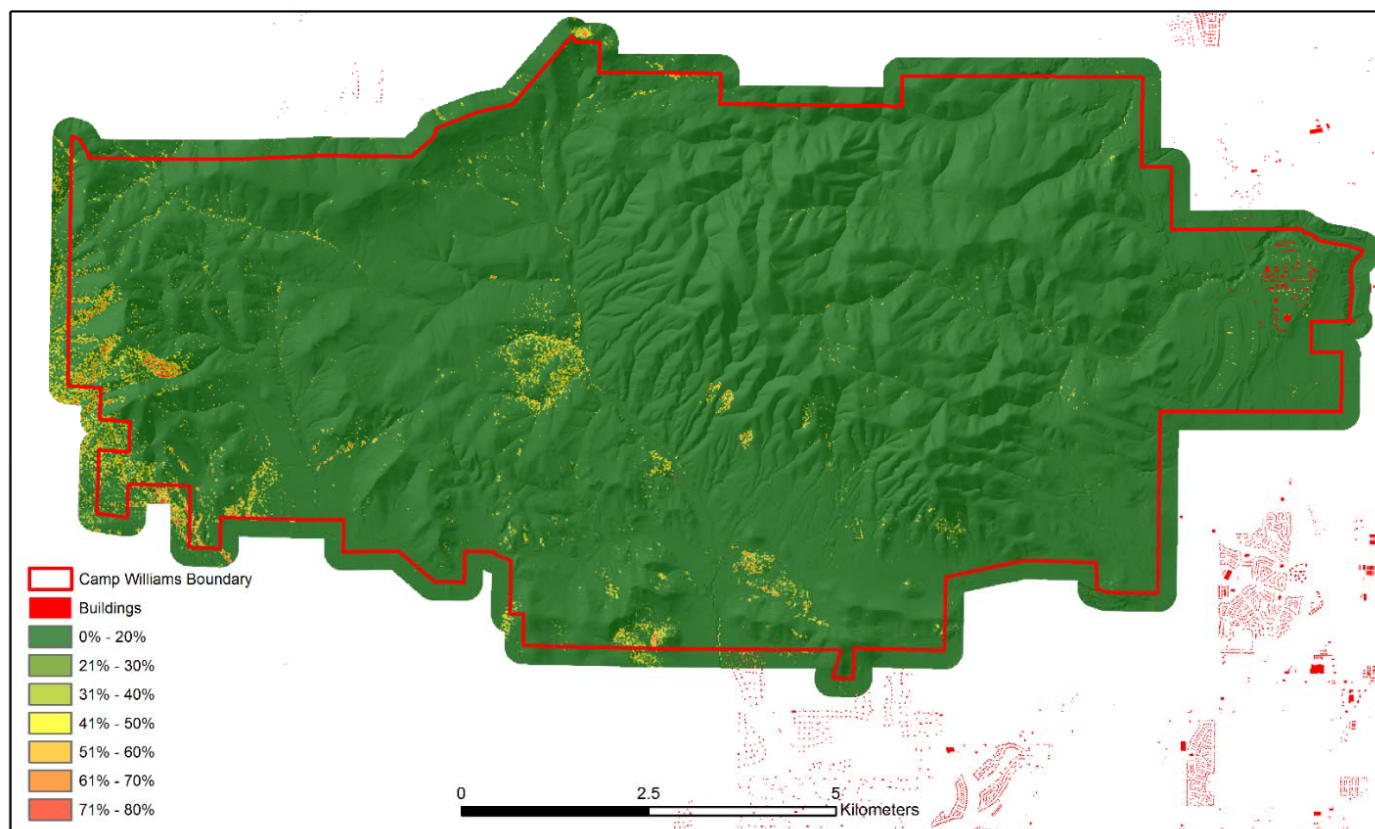 Camp Williams Boundary
Buildings
0% - 20%
21% - 30%
31% - 40%
41% - 50%
51% - 60%
61% - 70%
71% - 80%
0 2.5 5
Kilometers